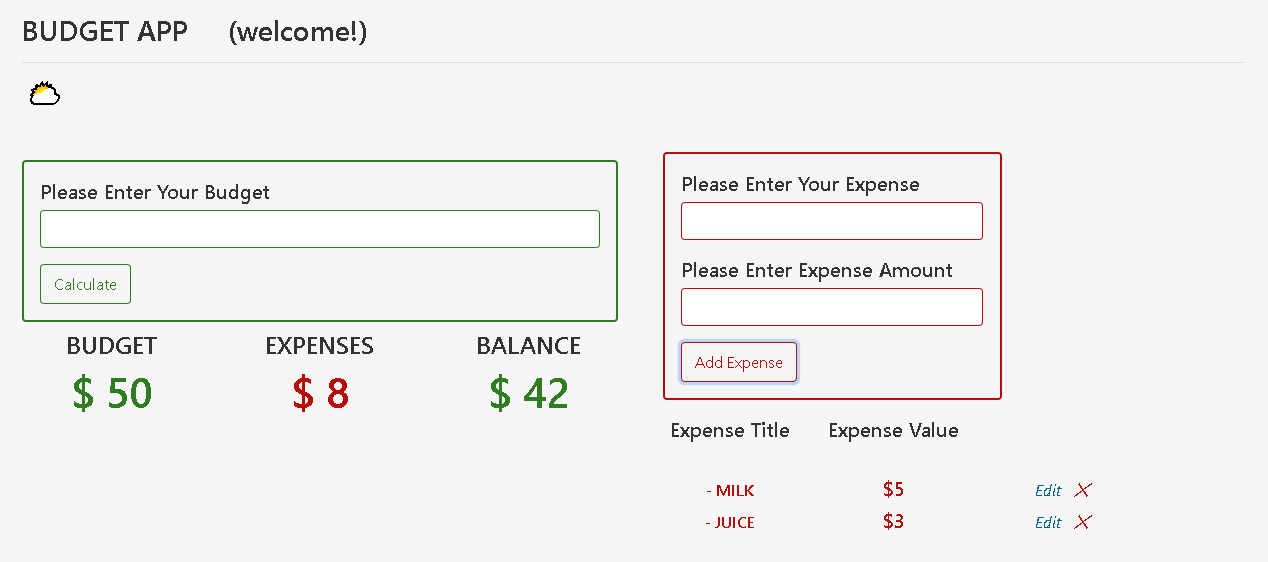 BUDGET APP (welcome!)
Please Enter Your Budget
Calculate
BUDGET EXPENSES BALANCE
$ 50 $ 8 $ 42
Please Enter Your Expense
Please Enter Expense Amount
Add Expense
Expense Title Expense Value
- MILK $5 Edit
- JUICE $3 Edit